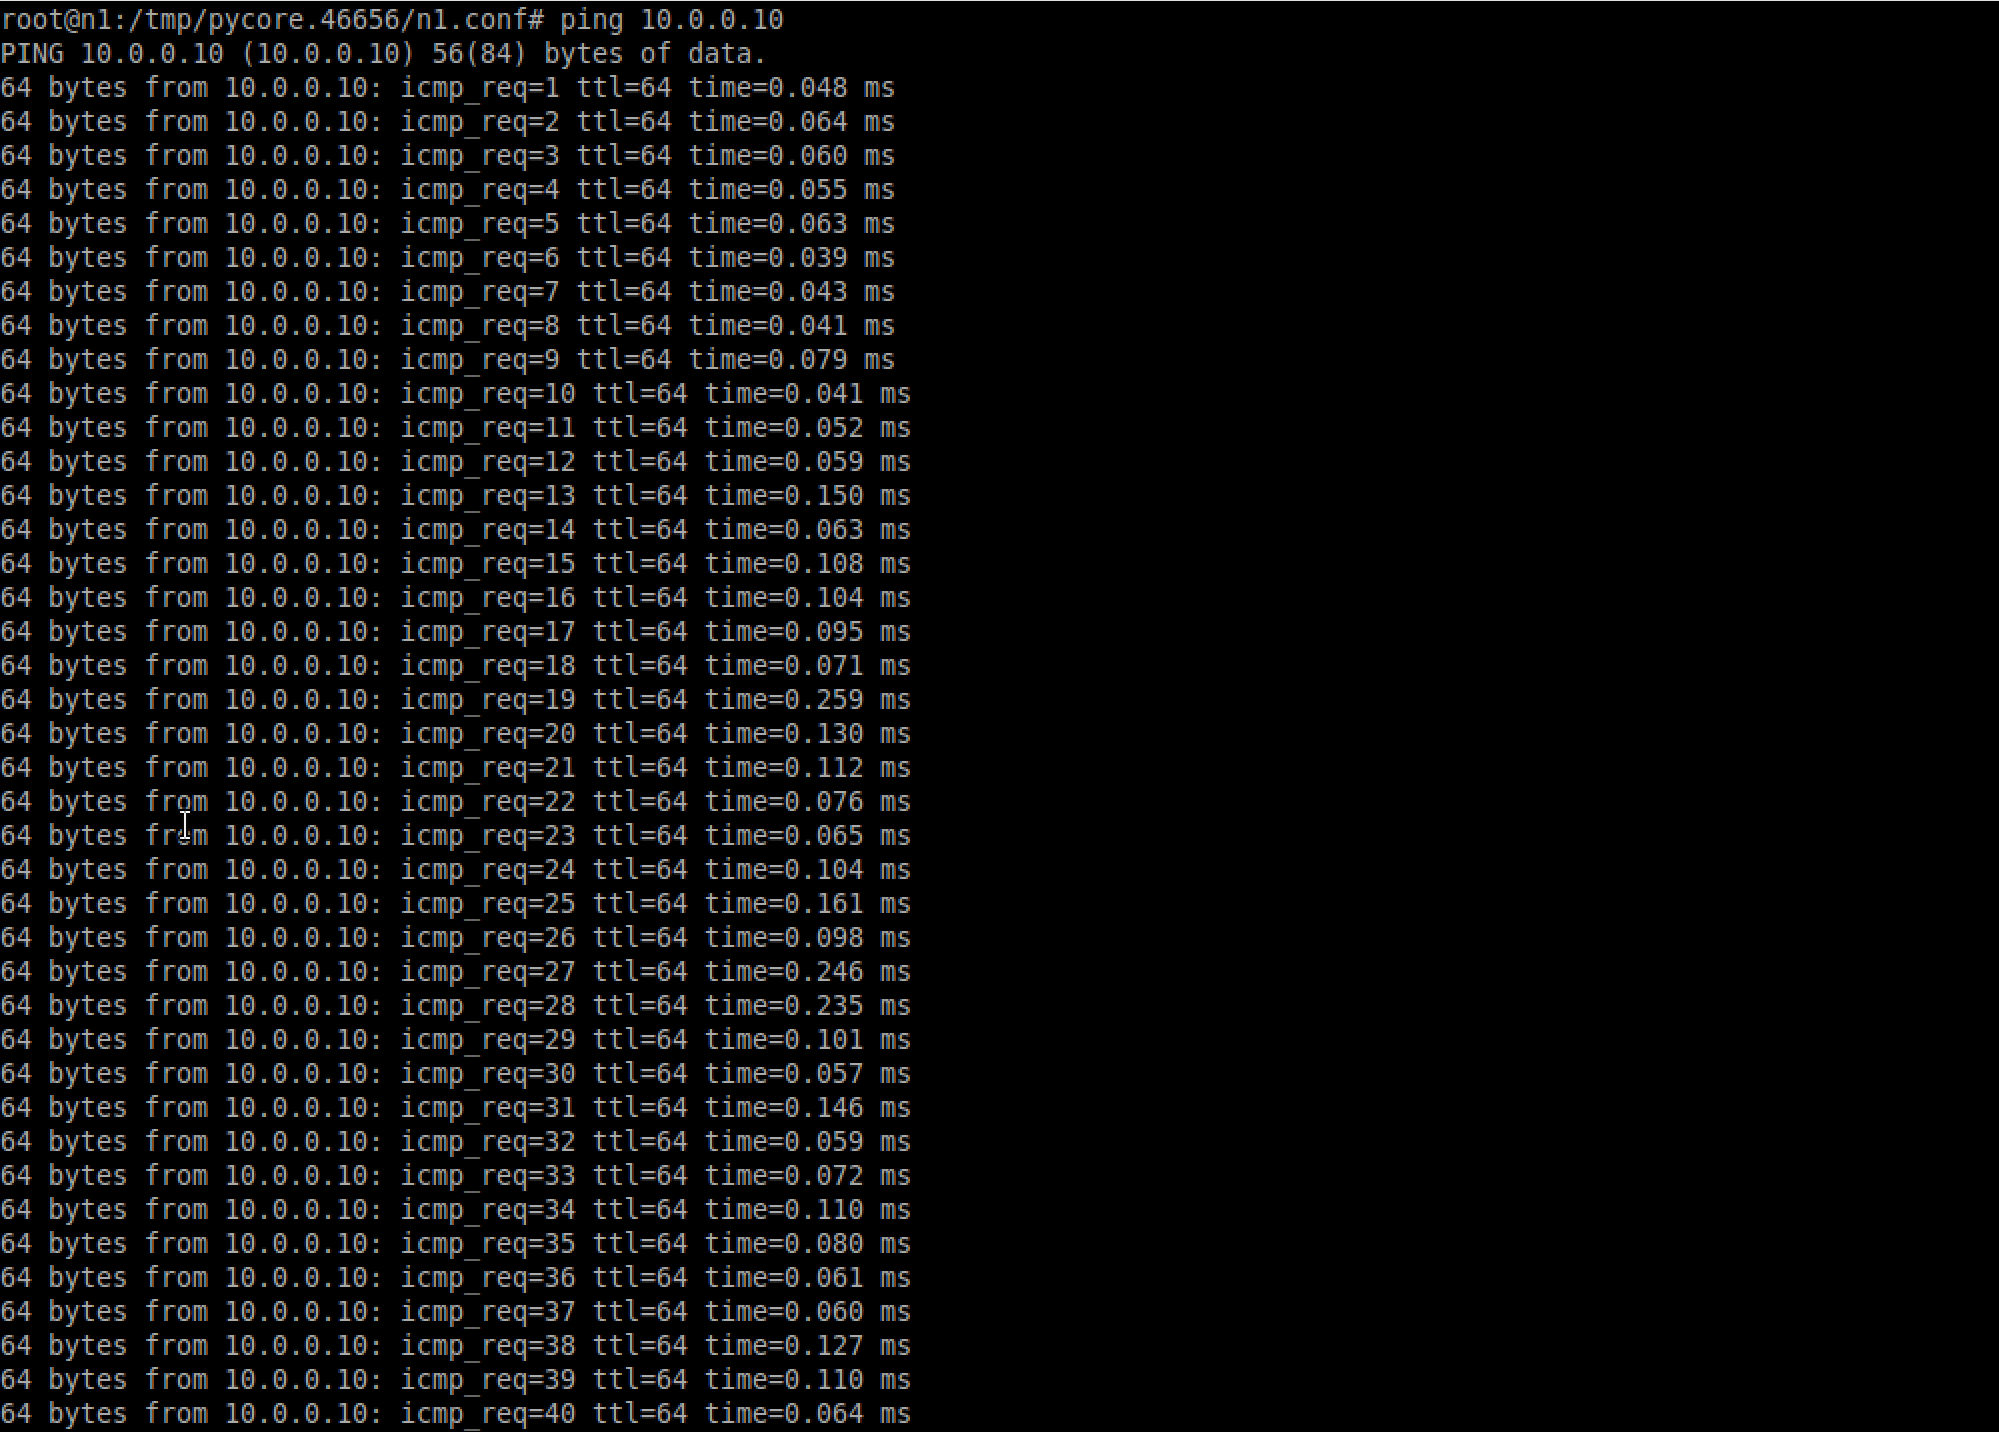 root@n1:/tmp/pycore.46656/n1.conf# ping 10.0.0.10
PING 10.0.0.10 (10.0.0.10) 56(84) bytes of data.
64 bytes from 10.0.0.10: icmp_req=1 ttl=64 time=0.048 ms
64 bytes from 10.0.0.10: icmp_req=2 ttl=64 time=0.064 ms
64 bytes from 10.0.0.10: icmp_req=3 ttl=64 time=0.060 ms
64 bytes from 10.0.0.10: icmp_req=4 ttl=64 time=0.055 ms
64 bytes from 10.0.0.10: icmp_req=5 ttl=64 time=0.063 ms
64 bytes from 10.0.0.10: icmp_req=6 ttl=64 time=0.039 ms
64 bytes from 10.0.0.10: icmp_req=7 ttl=64 time=0.043 ms
64 bytes from 10.0.0.10: icmp_req=8 ttl=64 time=0.041 ms
64 bytes from 10.0.0.10: icmp_req=9 ttl=64 time=0.079 ms
64 bytes from 10.0.0.10: icmp_req=10 ttl=64 time=0.041 ms
64 bytes from 10.0.0.10: icmp_req=11 ttl=64 time=0.052 ms
64 bytes from 10.0.0.10: icmp_req=12 ttl=64 time=0.059 ms
64 bytes from 10.0.0.10: icmp_req=13 ttl=64 time=0.150 ms
64 bytes from 10.0.0.10: icmp_req=14 ttl=64 time=0.063 ms
64 bytes from 10.0.0.10: icmp_req=15 ttl=64 time=0.108 ms
64 bytes from 10.0.0.10: icmp_req=16 ttl=64 time=0.104 ms
64 bytes from 10.0.0.10: icmp_req=17 ttl=64 time=0.095 ms
64 bytes from 10.0.0.10: icmp_req=18 ttl=64 time=0.071 ms
64 bytes from 10.0.0.10: icmp_req=19 ttl=64 time=0.259 ms
64 bytes from 10.0.0.10: icmp_req=20 ttl=64 time=0.130 ms
64 bytes from 10.0.0.10: icmp_req=21 ttl=64 time=0.112 ms
64 bytes from 10.0.0.10: icmp_req=22 ttl=64 time=0.076 ms
64 bytes from 10.0.0.10: icmp_req=23 ttl=64 time=0.065 ms
64 bytes from 10.0.0.10: icmp_req=24 ttl=64 time=0.104 ms
64 bytes from 10.0.0.10: icmp_req=25 ttl=64 time=0.161 ms
64 bytes from 10.0.0.10: icmp_req=26 ttl=64 time=0.098 ms
64 bytes from 10.0.0.10: icmp_req=27 ttl=64 time=0.246 ms
64 bytes from 10.0.0.10: icmp_req=28 ttl=64 time=0.235 ms
64 bytes from 10.0.0.10: icmp_req=29 ttl=64 time=0.101 ms
64 bytes from 10.0.0.10: icmp_req=30 ttl=64 time=0.057 ms
64 bytes from 10.0.0.10: icmp_req=31 ttl=64 time=0.146 ms
64 bytes from 10.0.0.10: icmp_req=32 ttl=64 time=0.059 ms
64 bytes from 10.0.0.10: icmp_req=33 ttl=64 time=0.072 ms
64 bytes from 10.0.0.10: icmp_req=34 ttl=64 time=0.110 ms
64 bytes from 10.0.0.10: icmp_req=35 ttl=64 time=0.080 ms
64 bytes from 10.0.0.10: icmp_req=36 ttl=64 time=0.061 ms
64 bytes from 10.0.0.10: icmp_req=37 ttl=64 time=0.060 ms
64 bytes from 10.0.0.10: icmp_req=38 ttl=64 time=0.127 ms
64 bytes from 10.0.0.10: icmp_req=39 ttl=64 time=0.110 ms
64 bytes from 10.0.0.10: icmp_req=40 ttl=64 time=0.064 ms